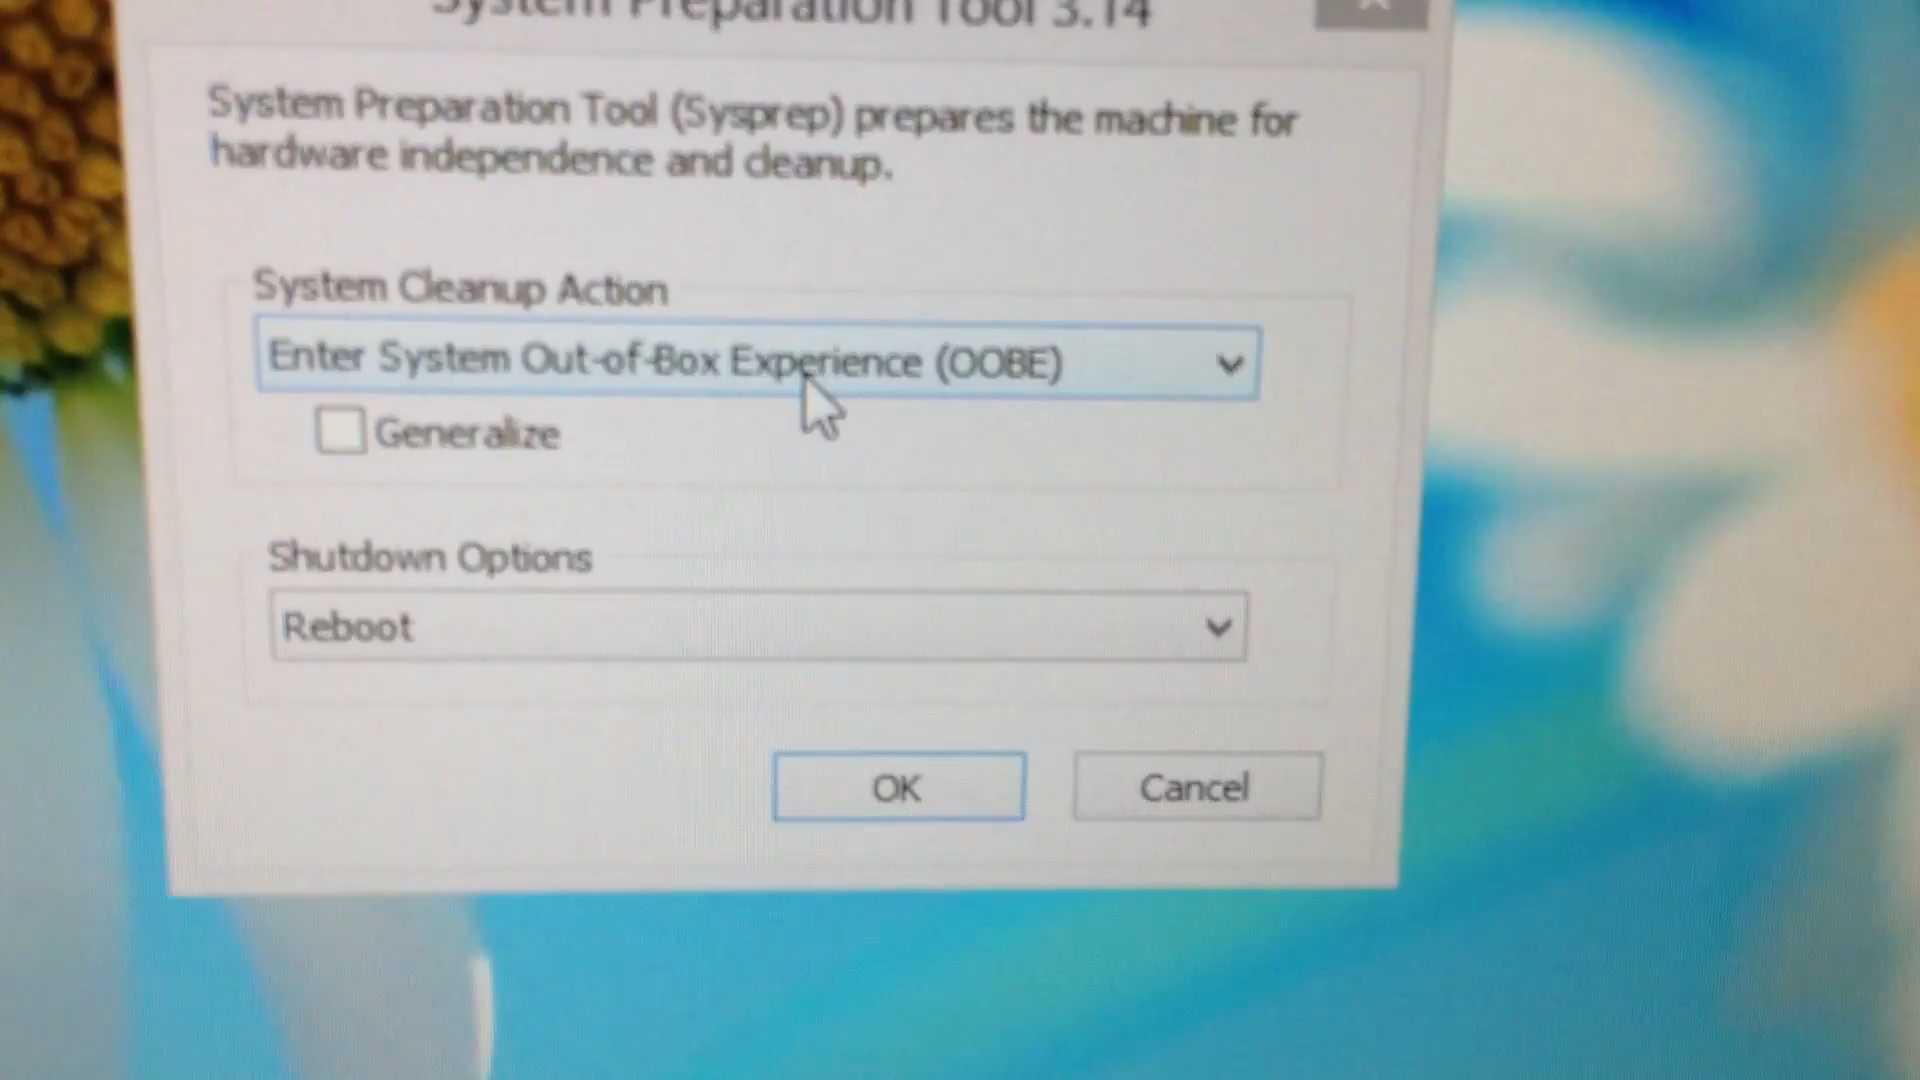 System Preparation Tool 3.14
System Preparation Tool (Sysprep) prepares the machine for
hardware independence and cleanup.
System Cleanup Action
Enter System Out-of-Box Experience (OOBE)
Generalize
Shutdown Options
Reboot
OK
Cancel